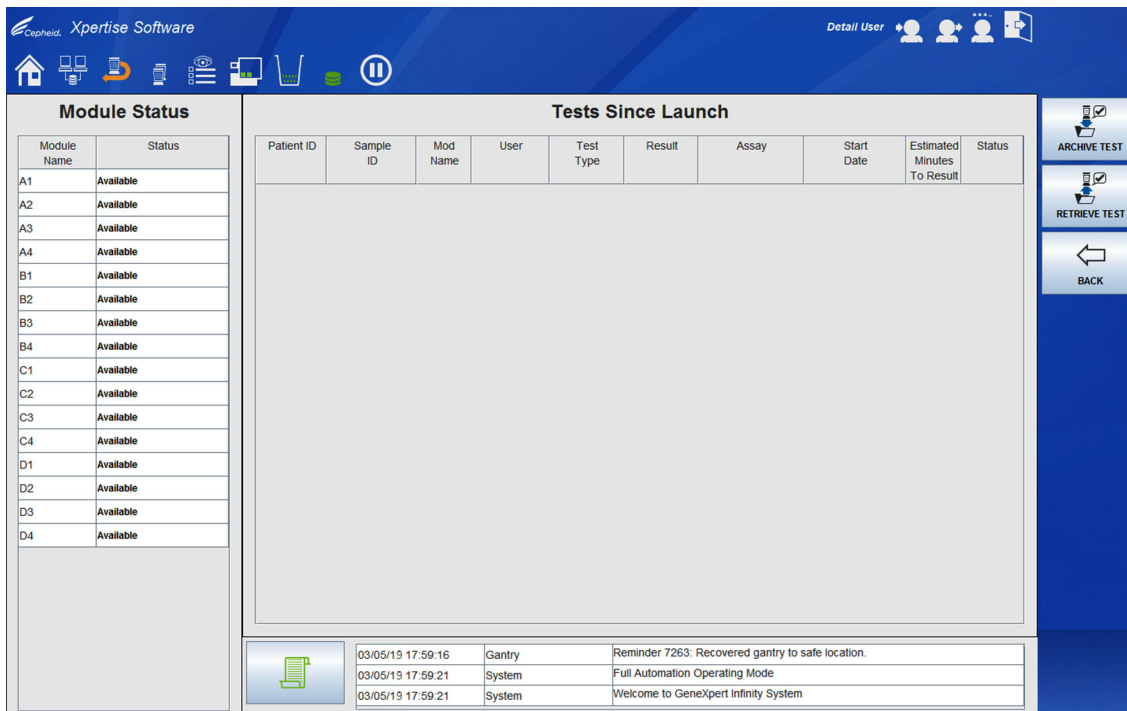 Cepheid. Xpertise Software
Detail User
Module Status
Module Name
Status
A1 Available
A2 Available
A3 Available
A4 Available
B1 Available
B2 Available
B3 Available
B4 Available
C1 Available
C2 Available
C3 Available
C4 Available
D1 Available
D2 Available
D3 Available
D4 Available
Tests Since Launch
Patient ID
Sample ID
Mod Name
User
Test Type
Result
Assay
Start Date
Estimated Minutes To Result
Status
03/05/19 17:59:16 Gantry Reminder 7263: Recovered gantry to safe location.
03/05/19 17:59:21 System Full Automation Operating Mode
03/05/19 17:59:21 System Welcome to GeneXpert Infinity System
ARCHIVE TEST
RETRIEVE TEST
BACK